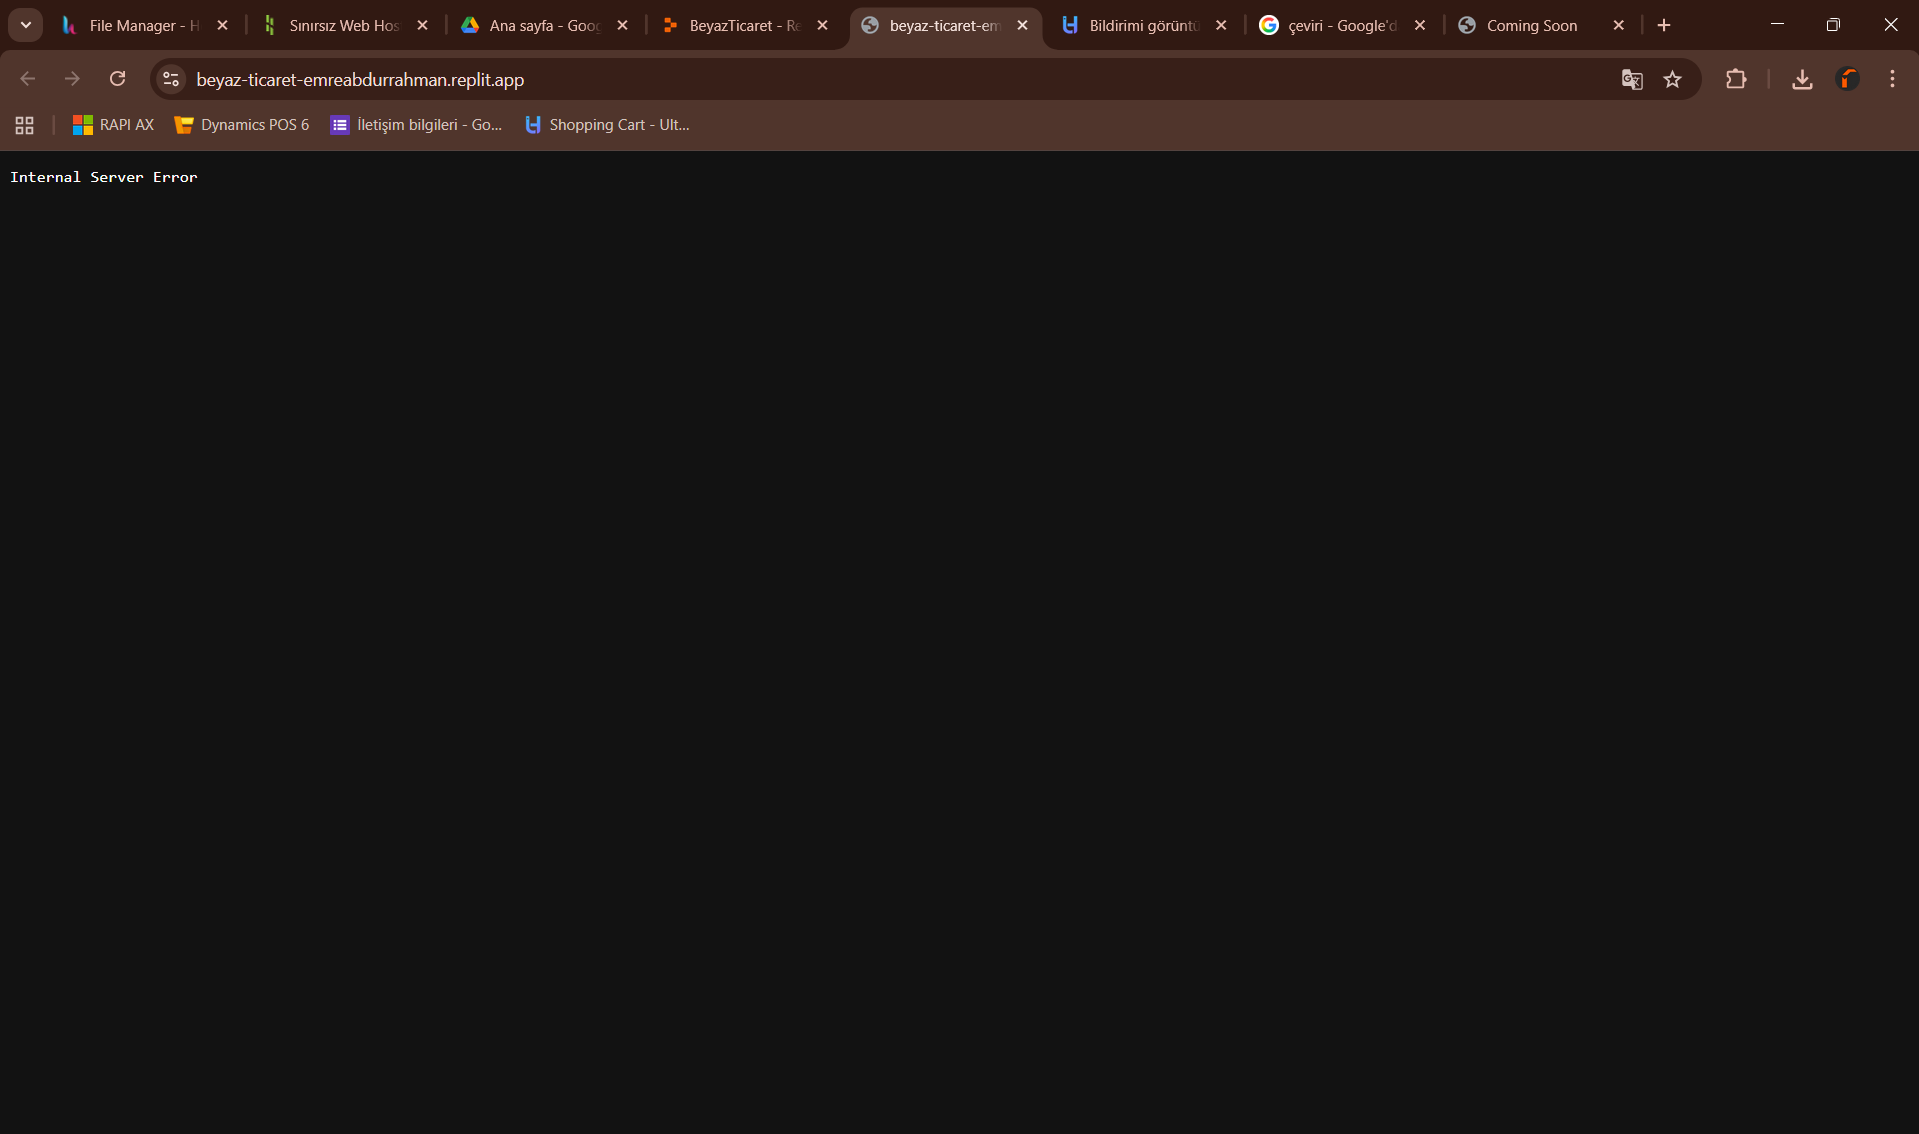 File Manager - H
Sınırsız Web Hos
Ana sayfa - Goog
BeyazTicaret - Re
beyaz-ticaret-em
Bildirimi görüntü
çeviri - Google'd
Coming Soon
beyaz-ticaret-emreabdurrahman.replit.app
RAPI AX
Dynamics POS 6
İletişim bilgileri - Go...
Shopping Cart - Ult...
Internal Server Error